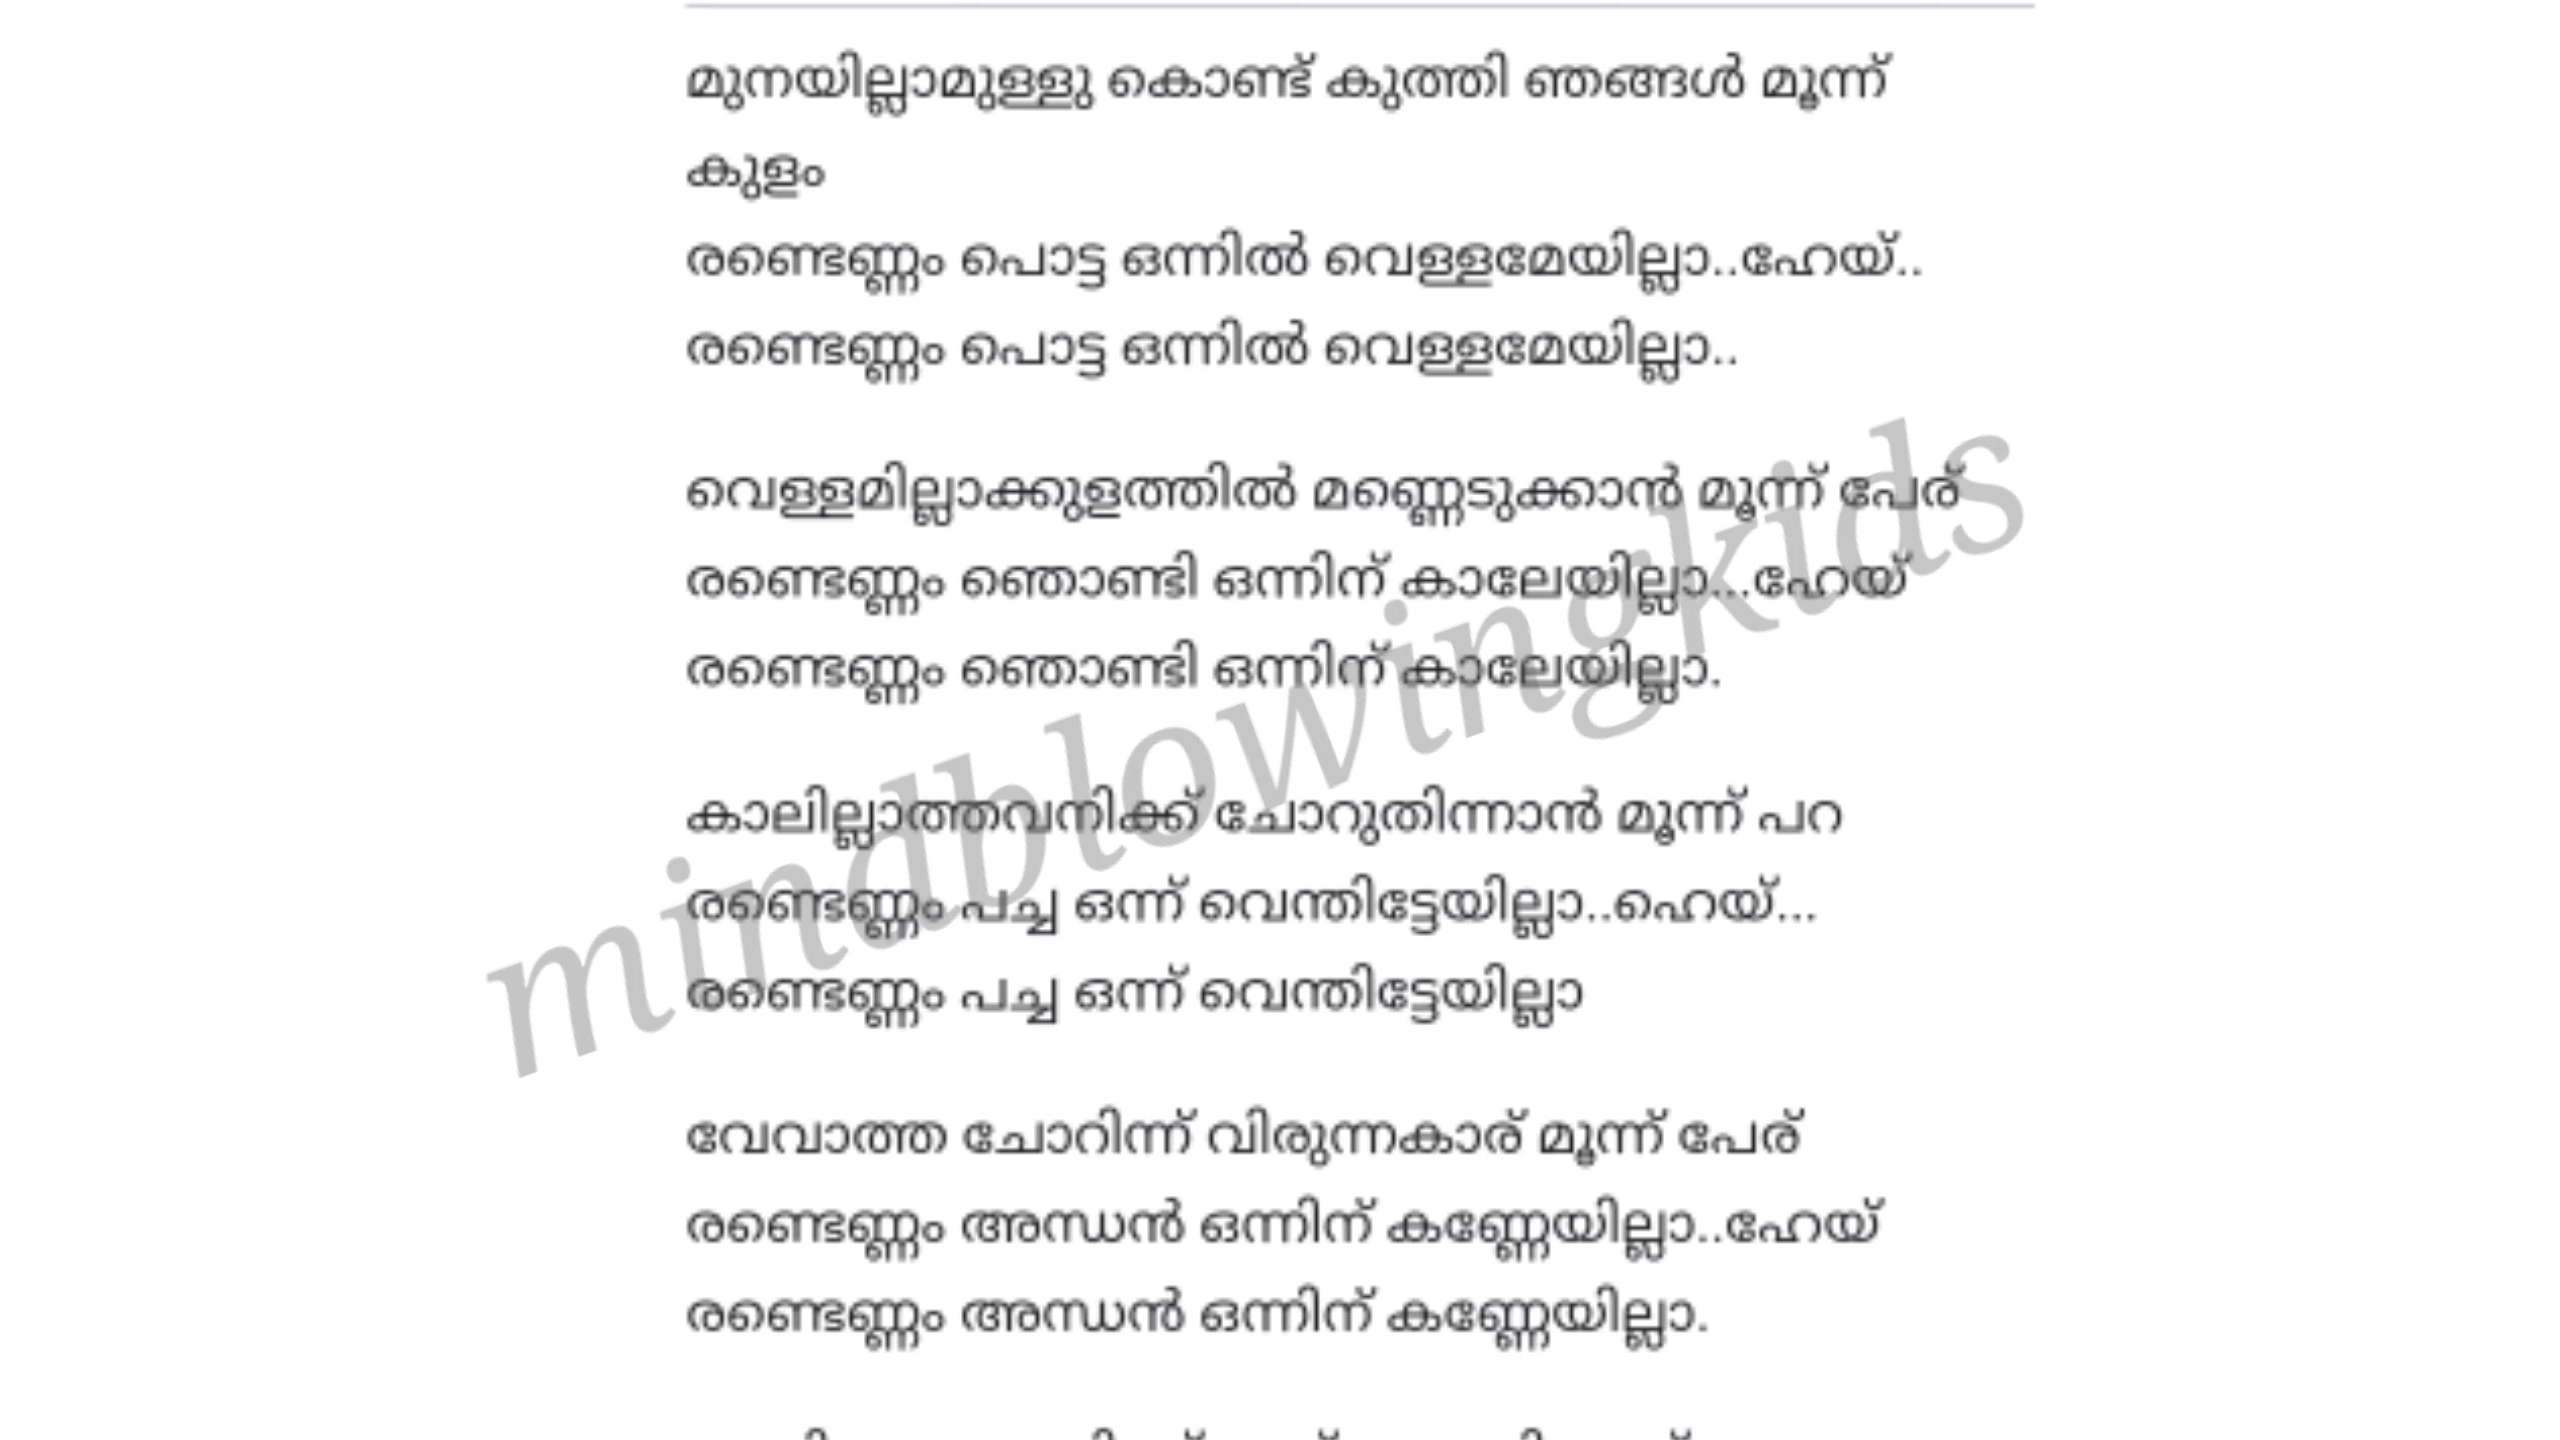 മുനയില്ലാമുള്ളു കൊണ്ട് കുത്തി ഞങ്ങൾ മൂന്ന്
കുളം
രണ്ടെണ്ണം പൊട്ട ഒന്നിൽ വെള്ളമേയില്ലാ..ഹേയ്..
രണ്ടെണ്ണം പൊട്ട ഒന്നിൽ വെള്ളമേയില്ലാ..
വെള്ളമില്ലാക്കുളത്തിൽ മണ്ണെടുക്കാൻ മൂന്ന് പേര്
രണ്ടെണ്ണം ഞൊണ്ടി ഒന്നിന് കാലേയില്ലാ...ഹേയ്
രണ്ടെണ്ണം ഞൊണ്ടി ഒന്നിന് കാലേയില്ലാ.
കാലില്ലാത്തവനിക്ക് ചോറുതിന്നാൻ മൂന്ന് പറ
രണ്ടെണ്ണം പച്ച ഒന്ന് വെന്തിട്ടേയില്ലാ..ഹെയ്...
രണ്ടെണ്ണം പച്ച ഒന്ന് വെന്തിട്ടേയില്ലാ
വേവാത്ത ചോറിന്ന് വിരുന്നകാര് മൂന്ന് പേര്
രണ്ടെണ്ണം അന്ധൻ ഒന്നിന് കണ്ണേയില്ലാ..ഹേയ്
രണ്ടെണ്ണം അന്ധൻ ഒന്നിന് കണ്ണേയില്ലാ.
mindblowingkids